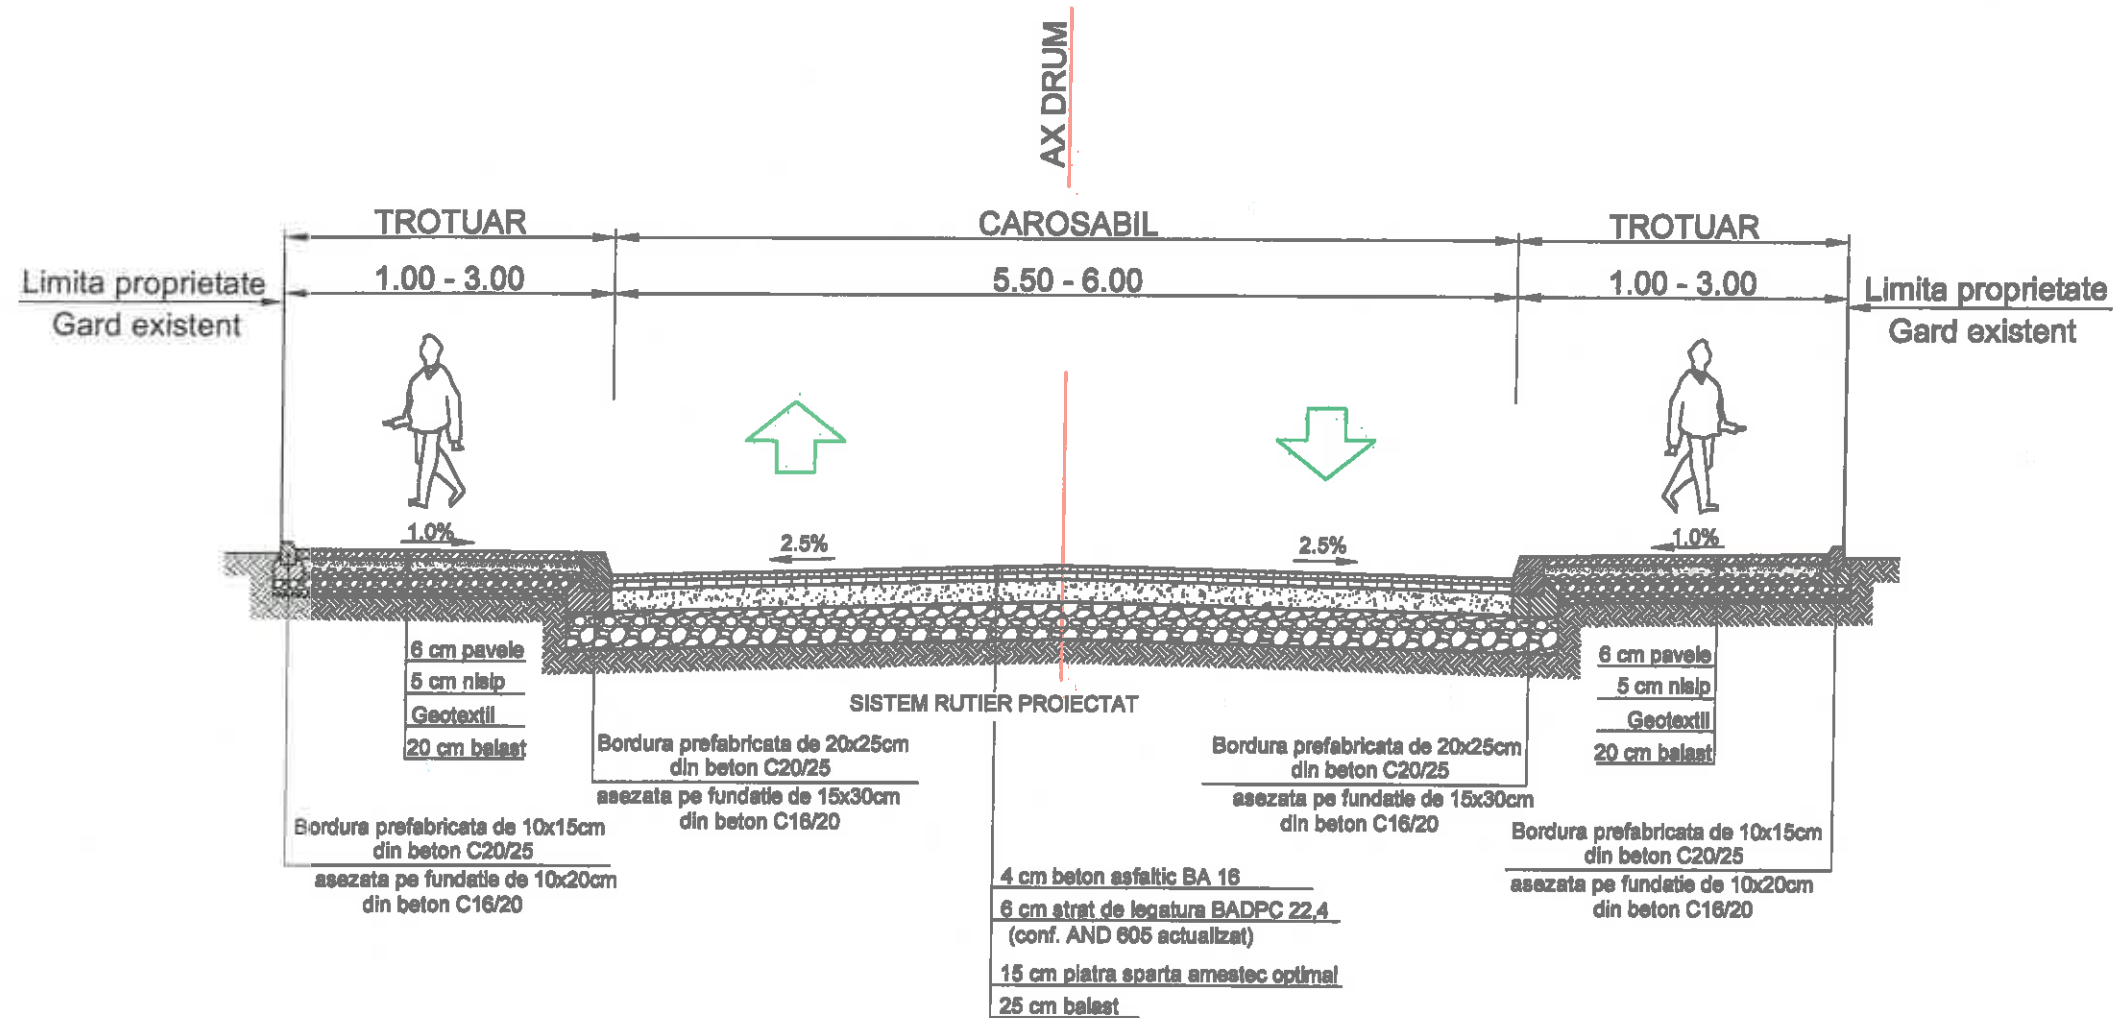 AX DRUM
TROTUAR
CAROSABIL
TROTUAR
1.00 - 3.00
5.50 - 6.00
1.00 - 3.00
Limita proprietate
Gard existent
Limita proprietate
Gard existent
1.0%
2.5%
2.5%
1.0%
6 cm pavele
5 cm nisip
Geotextil
20 cm balast
SISTEM RUTIER PROIECTAT
6 cm pavele
5 cm nisip
Geotextil
20 cm balast
Bordura prefabricata de 20x25cm
din beton C20/25
asezata pe fundatie de 15x30cm
din beton C16/20
Bordura prefabricata de 20x25cm
din beton C20/25
asezata pe fundatie de 15x30cm
din beton C16/20
Bordura prefabricata de 10x15cm
din beton C20/25
asezata pe fundatie de 10x20cm
din beton C16/20
Bordura prefabricata de 10x15cm
din beton C20/25
asezata pe fundatie de 10x20cm
din beton C16/20
4 cm beton asfaltic BA 16
6 cm strat de legatura BADPC 22,4
(conf. AND 605 actualizat)
15 cm piatra sparta amestec optimal
25 cm balast